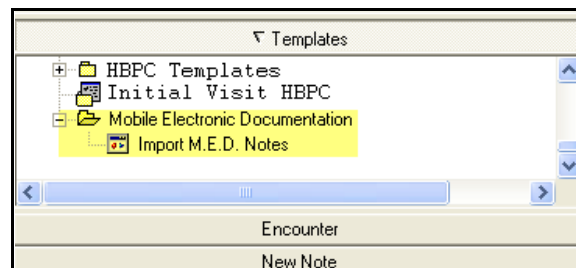 Templates
HBPC Templates
Initial Visit HBPC
Mobile Electronic Documentation
Import M.E.D. Notes
Encounter
New Note